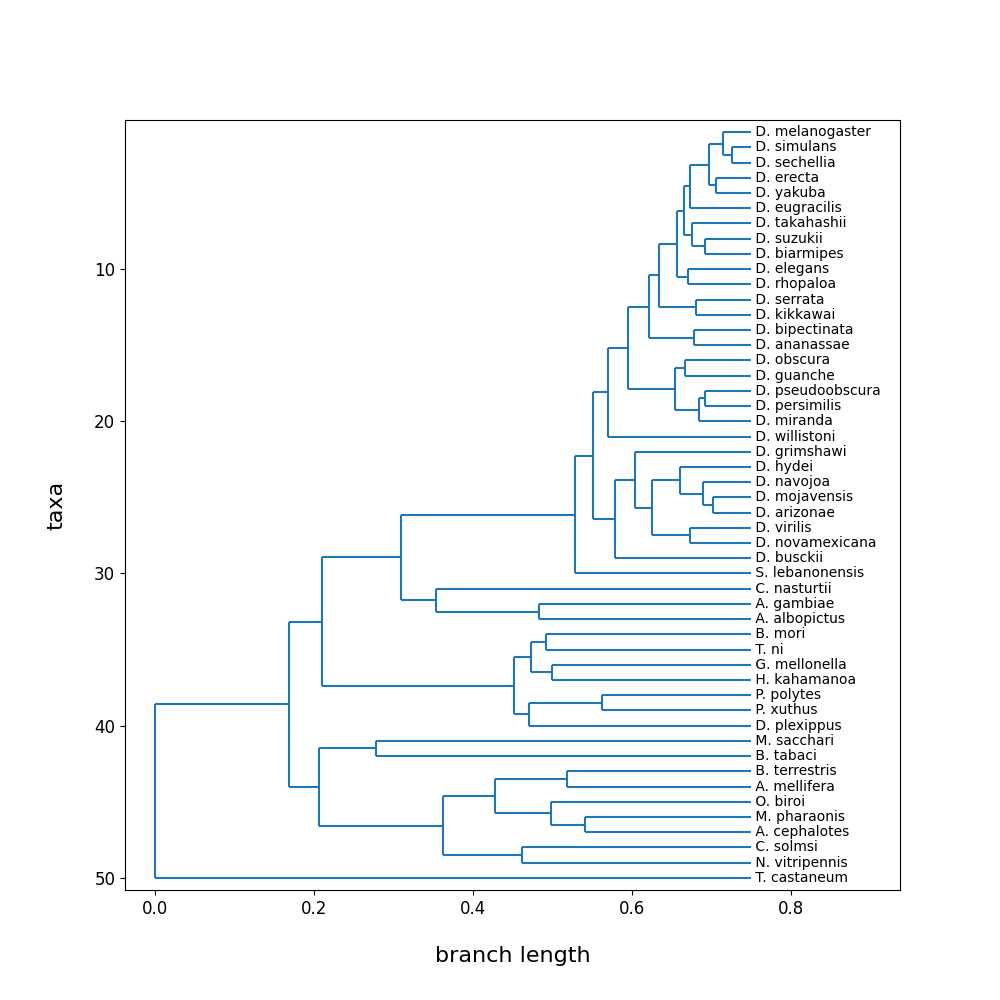 D. melanogaster
D. simulans
D. sechellia
D. erecta
D. yakuba
D. eugracilis
D. takahashii
D. suzukii
D. biarmipes
10 D. elegans
D. rhopaloa
D. serrata
D. kikkawai
D. bipectinata
D. ananassae
D. obscura
D. guanche
D. pseudoobscura
D. persimilis
20 D. miranda
D. willistoni
D. grimshawi
D. hydei
D. navojoa
D. mojavensis
D. arizonae
taxa
D. virilis
D. novamexicana
D. busckii
30 S. lebanonensis
C. nasturtii
A. gambiae
A. albopictus
B. mori
T. ni
G. mellonella
H. kahamanoa
P. polytes
P. xuthus
40 D. plexippus
M. sacchari
B. tabaci
B. terrestris
A. mellifera
O. biroi
M. pharaonis
A. cephalotes
C. solmsi
N. vitripennis
50 T. castaneum
0.0 0.2 0.4 0.6 0.8
branch length